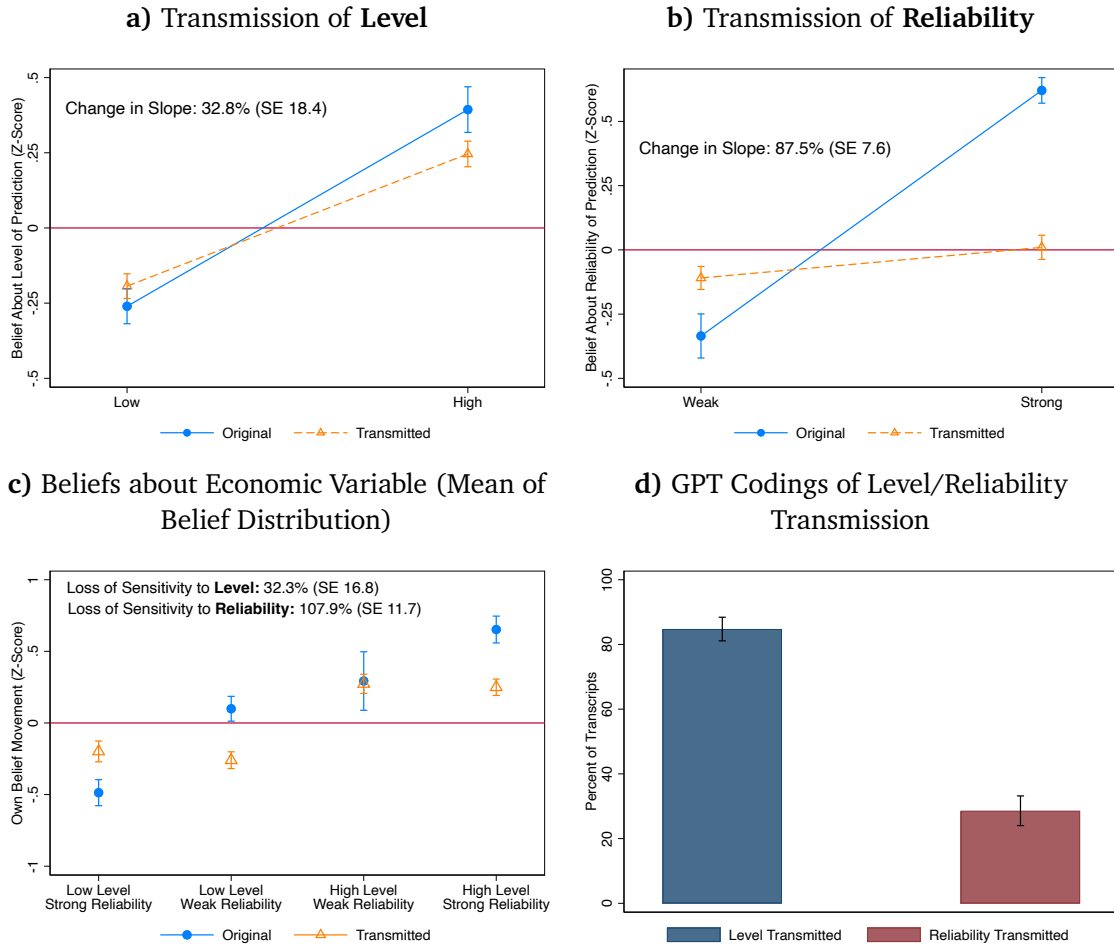 a) Transmission of Level
Belief About Level of Prediction (Z-Score)
.5
.25
0
-.25
-.5
Change in Slope: 32.8% (SE 18.4)
Low
High
Original
Transmitted
b) Transmission of Reliability
Belief About Reliability of Prediction (Z-Score)
.5
.25
0
-.25
-.5
Change in Slope: 87.5% (SE 7.6)
Weak
Strong
Original
Transmitted
c) Beliefs about Economic Variable (Mean of
Belief Distribution)
Own Belief Movement (Z-Score)
1
.5
0
-.5
-1
Loss of Sensitivity to Level: 32.3% (SE 16.8)
Loss of Sensitivity to Reliability: 107.9% (SE 11.7)
Low Level
Strong Reliability
Low Level
Weak Reliability
High Level
Weak Reliability
High Level
Strong Reliability
Original
Transmitted
d) GPT Codings of Level/Reliability
Transmission
Percent of Transcripts
100
80
60
40
20
0
Level Transmitted
Reliability Transmitted